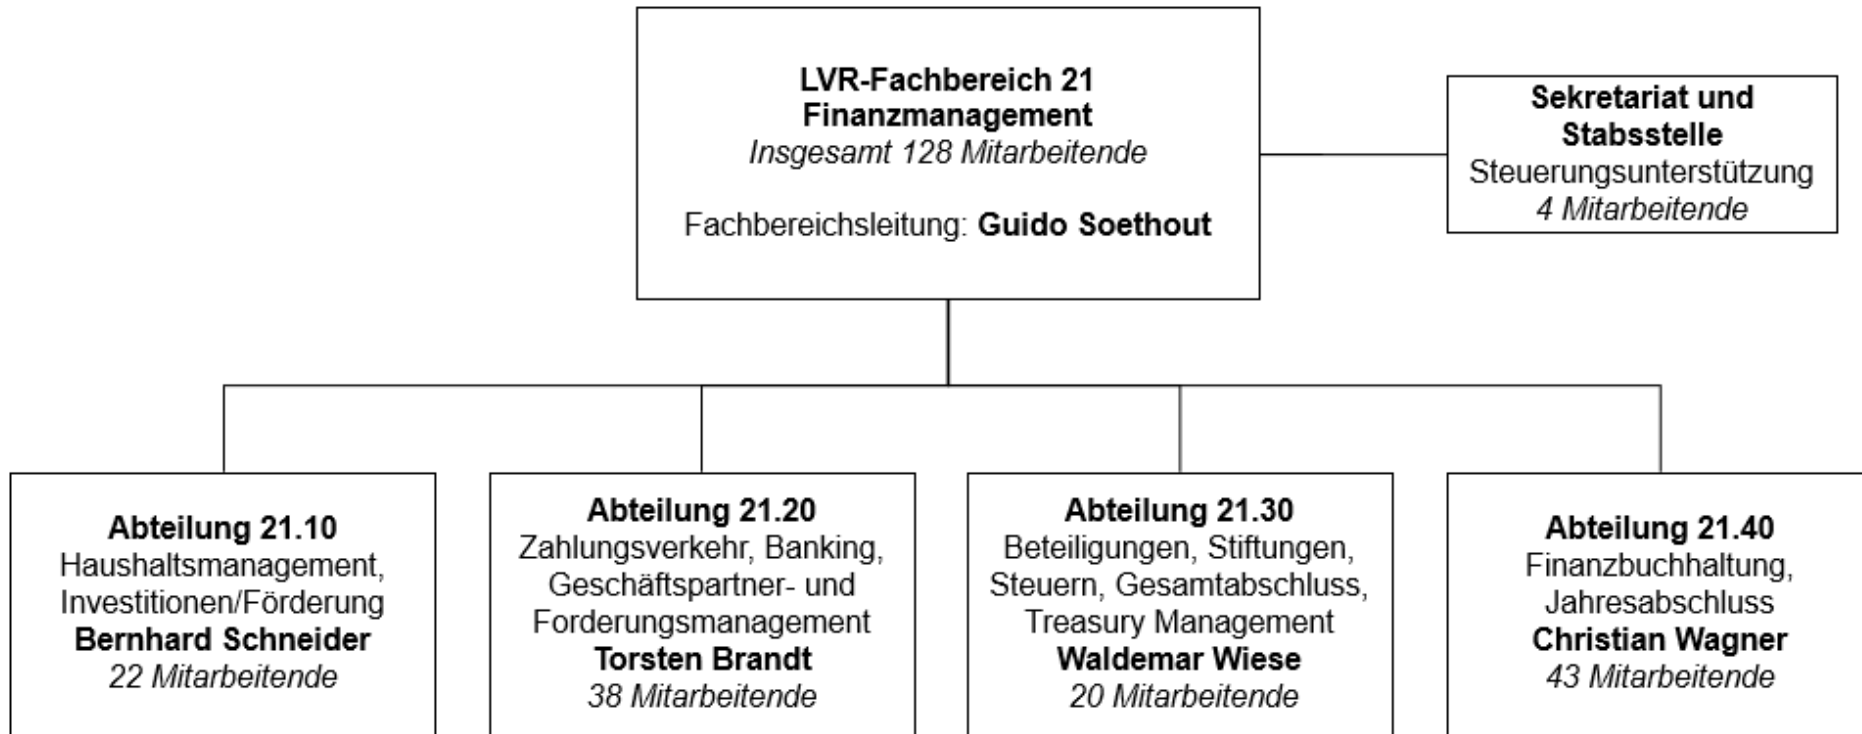 LVR-Fachbereich 21
Finanzmanagement
Insgesamt 128 Mitarbeitende
Fachbereichsleitung: Guido Soethout
Sekretariat und
Stabsstelle
Steuerungsunterstützung
4 Mitarbeitende
Abteilung 21.10
Haushaltsmanagement,
Investitionen/Förderung
Bernhard Schneider
22 Mitarbeitende
Abteilung 21.20
Zahlungsverkehr, Banking,
Geschäftspartner- und
Forderungsmanagement
Torsten Brandt
38 Mitarbeitende
Abteilung 21.30
Beteiligungen, Stiftungen,
Steuern, Gesamtabschluss,
Treasury Management
Waldemar Wiese
20 Mitarbeitende
Abteilung 21.40
Finanzbuchhaltung,
Jahresabschluss
Christian Wagner
43 Mitarbeitende